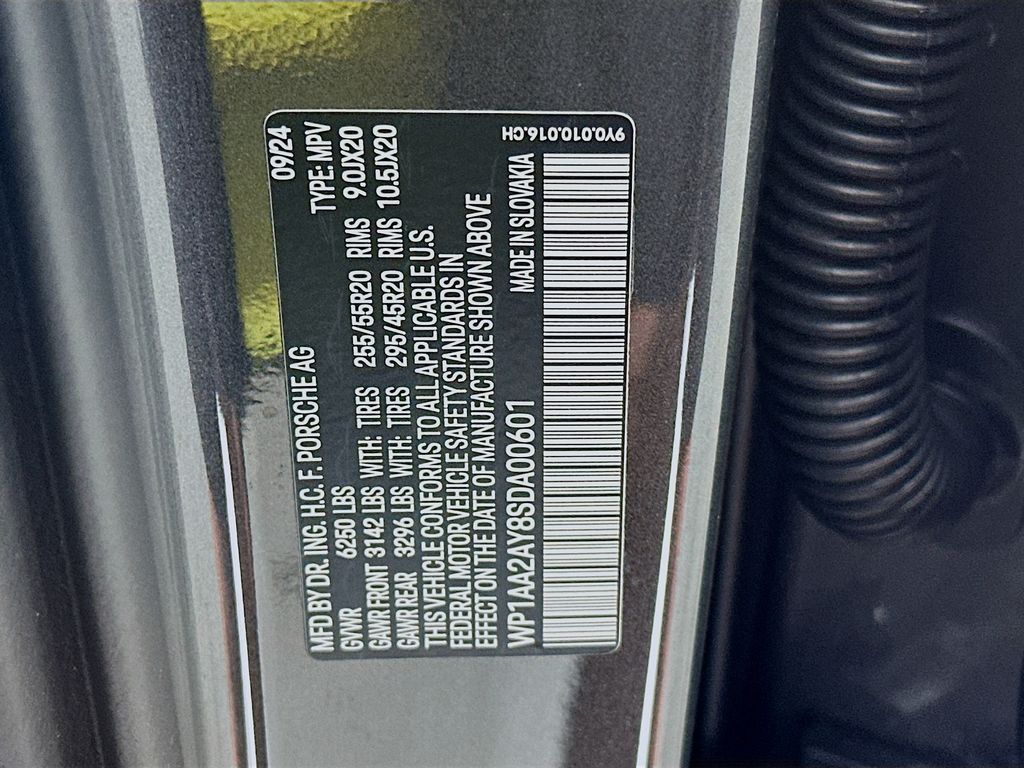 09/24
MFD BY DR. ING. H.C. F. PORSCHE AG TYPE: MPV
GVWR 6250 LBS
GAWR FRONT 3142 LBS WITH: TIRES 255/55R20 RIMS 9.0JX20
GAWR REAR 3296 LBS WITH: TIRES 295/45R20 RIMS 10.5JX20
THIS VEHICLE CONFORMS TO ALL APPLICABLE U.S.
FEDERAL MOTOR VEHICLE SAFETY STANDARDS IN
EFFECT ON THE DATE OF MANUFACTURE SHOWN ABOVE
WP1AA2AY8SDA00601 MADE IN SLOVAKIA
9Y0.010.016.CH